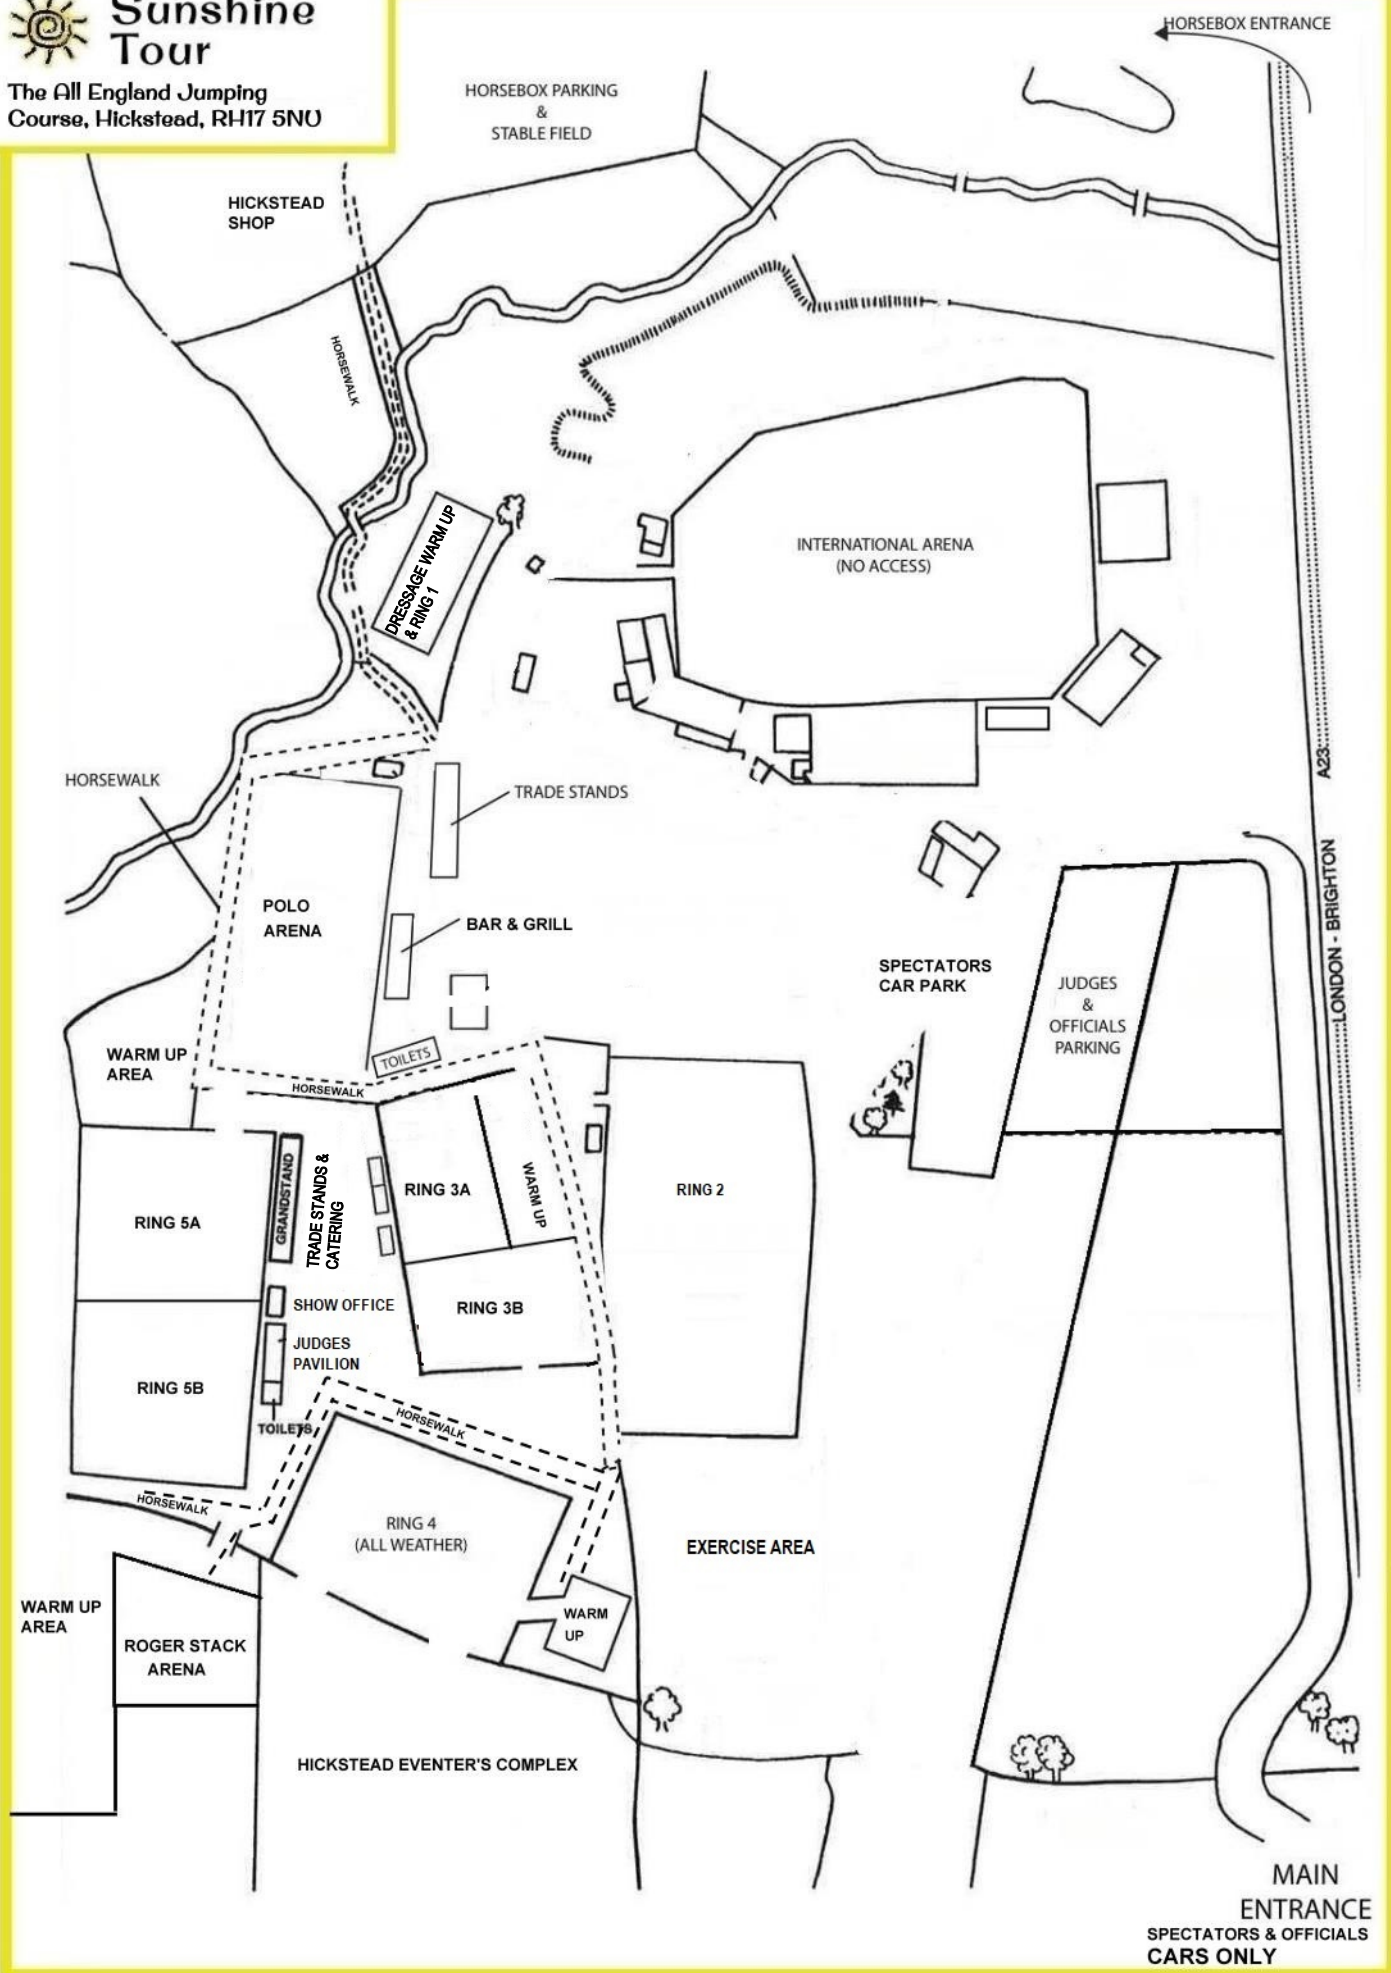 Sunshine
Tour
The All England Jumping
Course, Hickstead, RH17 5NU
HORSEBOX ENTRANCE
HORSEBOX PARKING
&
STABLE FIELD
HICKSTEAD
SHOP
HORSEWALK
DRESSAGE WARM UP
& RING 1
INTERNATIONAL ARENA
(NO ACCESS)
A23
LONDON - BRIGHTON
HORSEWALK
TRADE STANDS
POLO
ARENA
BAR & GRILL
SPECTATORS
CAR PARK
JUDGES
&
OFFICIALS
PARKING
WARM UP
AREA
TOILETS
HORSEWALK
RING 5A
GRANDSTAND
TRADE STANDS &
CATERING
RING 3A
WARM UP
RING 2
SHOW OFFICE
RING 3B
JUDGES
PAVILION
RING 5B
TOILETS
HORSEWALK
HORSEWALK
RING 4
(ALL WEATHER)
EXERCISE AREA
WARM UP
AREA
WARM
UP
ROGER STACK
ARENA
HICKSTEAD EVENTER'S COMPLEX
MAIN
ENTRANCE
SPECTATORS & OFFICIALS
CARS ONLY